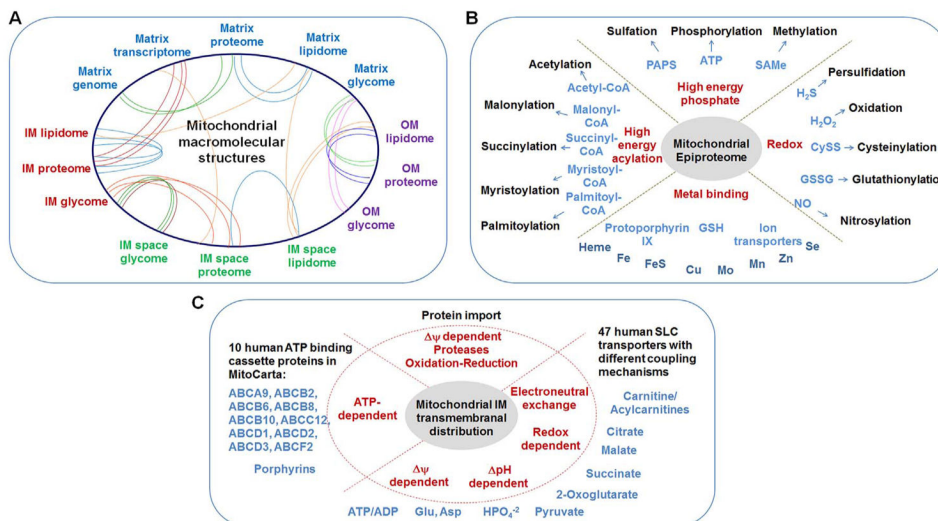 A
Matrix
proteome
Matrix
transcriptome
Matrix
lipidome
Matrix
genome
Matrix
glycome
IM lipidome
IM proteome
IM glycome
Mitochondrial
macromolecular
structures
OM
lipidome
OM
proteome
OM
glycome
IM space
glycome
IM space
proteome
IM space
lipidome
B
Sulfation
Phosphorylation
Methylation
PAPS
ATP
SAMe
High energy
phosphate
Acetylation
Acetyl-CoA
Malonylation
Malonyl-
CoA
Succinylation
Succinyl-
CoA
High
energy
acylation
Myristoylation
Myristoyl-
CoA
Palmitoylation
Palmitoyl-
CoA
Mitochondrial
Epiproteome
Redox
Persulfidation
H₂S
Oxidation
H₂O₂
CySS
Cysteinylation
GSSG
Glutathionylation
NO
Nitrosylation
Metal binding
Protoporphyrin
IX
GSH
Ion
transporters
Heme
Fe
FeS
Cu
Mo
Mn
Zn
Se
C
Protein import
10 human ATP binding
cassette proteins in
MitoCarta:
ABCA9, ABCB2,
ABCB6, ABCB8,
ABCB10, ABCC12,
ABCD1, ABCD2,
ABCD3, ABCF2
Porphyrins
Δψ dependent
Proteases
Oxidation-Reduction
ATP-
dependent
Mitochondrial IM
transmembranal
distribution
Electroneutral
exchange
Redox
dependent
Δψ
dependent
ΔpH
dependent
47 human SLC
transporters with
different coupling
mechanisms
Carnitine/
Acylcarnitines
Citrate
Malate
Succinate
2-Oxoglutarate
ATP/ADP
Glu, Asp
HPO₄⁻²
Pyruvate